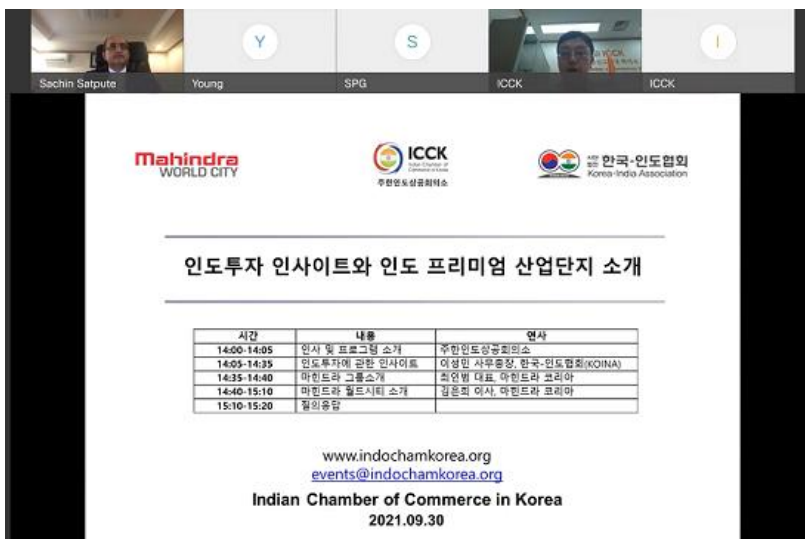 Y
S
I
Sachin Satpute
Young
SPG
ICCK
ICCK
Mahindra
WORLD CITY
ICCK
Indian Chamber of
Commerce in Korea
주한인도상공회의소
사단법인 한국-인도협회
Korea-India Association
인도투자 인사이트와 인도 프리미엄 산업단지 소개
시간 내용 연사
14:00-14:05 인사 및 프로그램 소개 주한인도상공회의소
14:05-14:35 인도투자에 관한 인사이트 이성민 사무총장, 한국-인도협회(KOINA)
14:35-14:40 마힌드라 그룹소개 최인범 대표, 마힌드라 코리아
14:40-15:10 마힌드라 월드시티 소개 김은희 이사, 마힌드라 코리아
15:10-15:20 질의응답
www.indochamkorea.org
events@indochamkorea.org
Indian Chamber of Commerce in Korea
2021.09.30